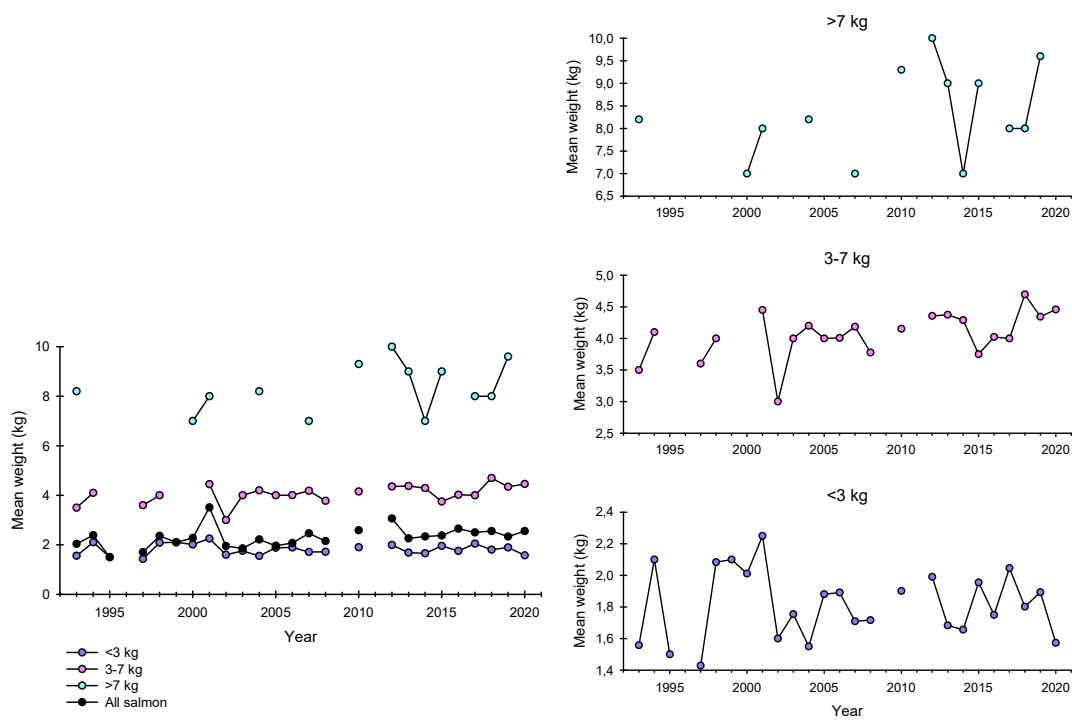 >7 kg
10,0
9,5
9,0
8,5
8,0
7,5
7,0
6,5
Mean weight (kg)
1995 2000 2005 2010 2015 2020
3-7 kg
5,0
4,5
4,0
3,5
3,0
2,5
Mean weight (kg)
1995 2000 2005 2010 2015 2020
10
8
6
4
2
0
Mean weight (kg)
1995 2000 2005 2010 2015 2020
Year
<3 kg
3-7 kg
>7 kg
All salmon
<3 kg
2,4
2,2
2,0
1,8
1,6
1,4
Mean weight (kg)
1995 2000 2005 2010 2015 2020
Year